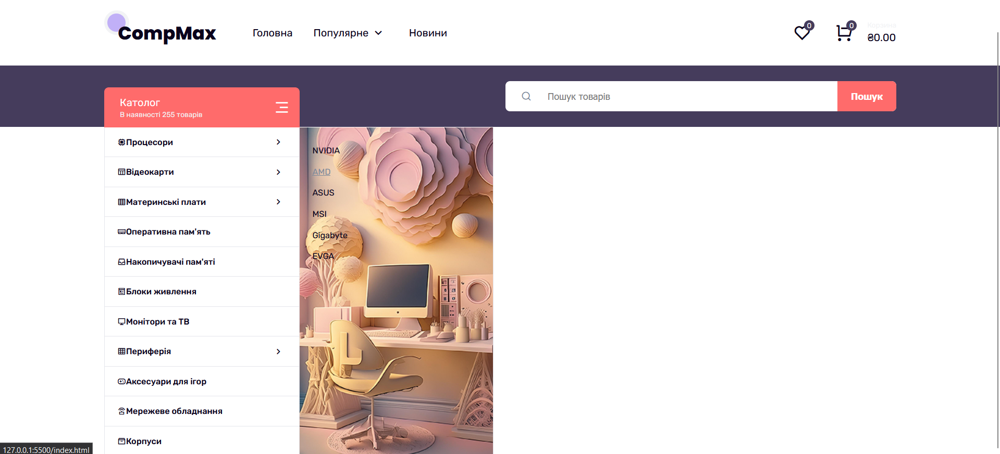 CompMax
Головна
Популярне
Новини
0
0
Корзина
₴0.00
Католог
В наявності 255 товарів
Пошук товарів
Пошук
Процесори
Відеокарти
Материнські плати
Оперативна пам'ять
Накопичувачі пам'яті
Блоки живлення
Монітори та ТВ
Периферія
Аксесуари для ігор
Мережеве обладнання
Корпуси
NVIDIA
AMD
ASUS
MSI
Gigabyte
EVGA
127.0.0.1:5500/index.html